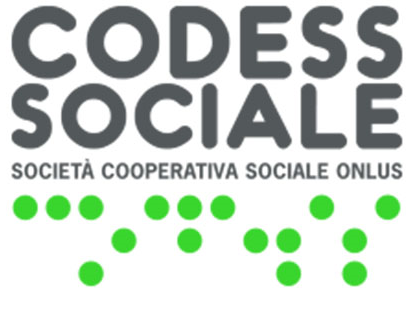 CODESS
SOCIALE
SOCIETÀ COOPERATIVA SOCIALE ONLUS